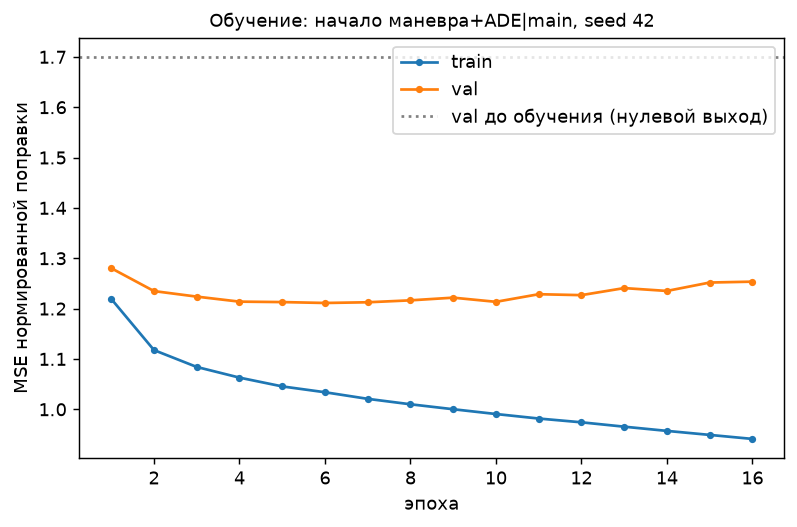 Обучение: начало маневра+ADE|main, seed 42
MSE нормированной поправки
1.7
1.6
1.5
1.4
1.3
1.2
1.1
1.0
train
val
val до обучения (нулевой выход)
2 4 6 8 10 12 14 16
эпоха